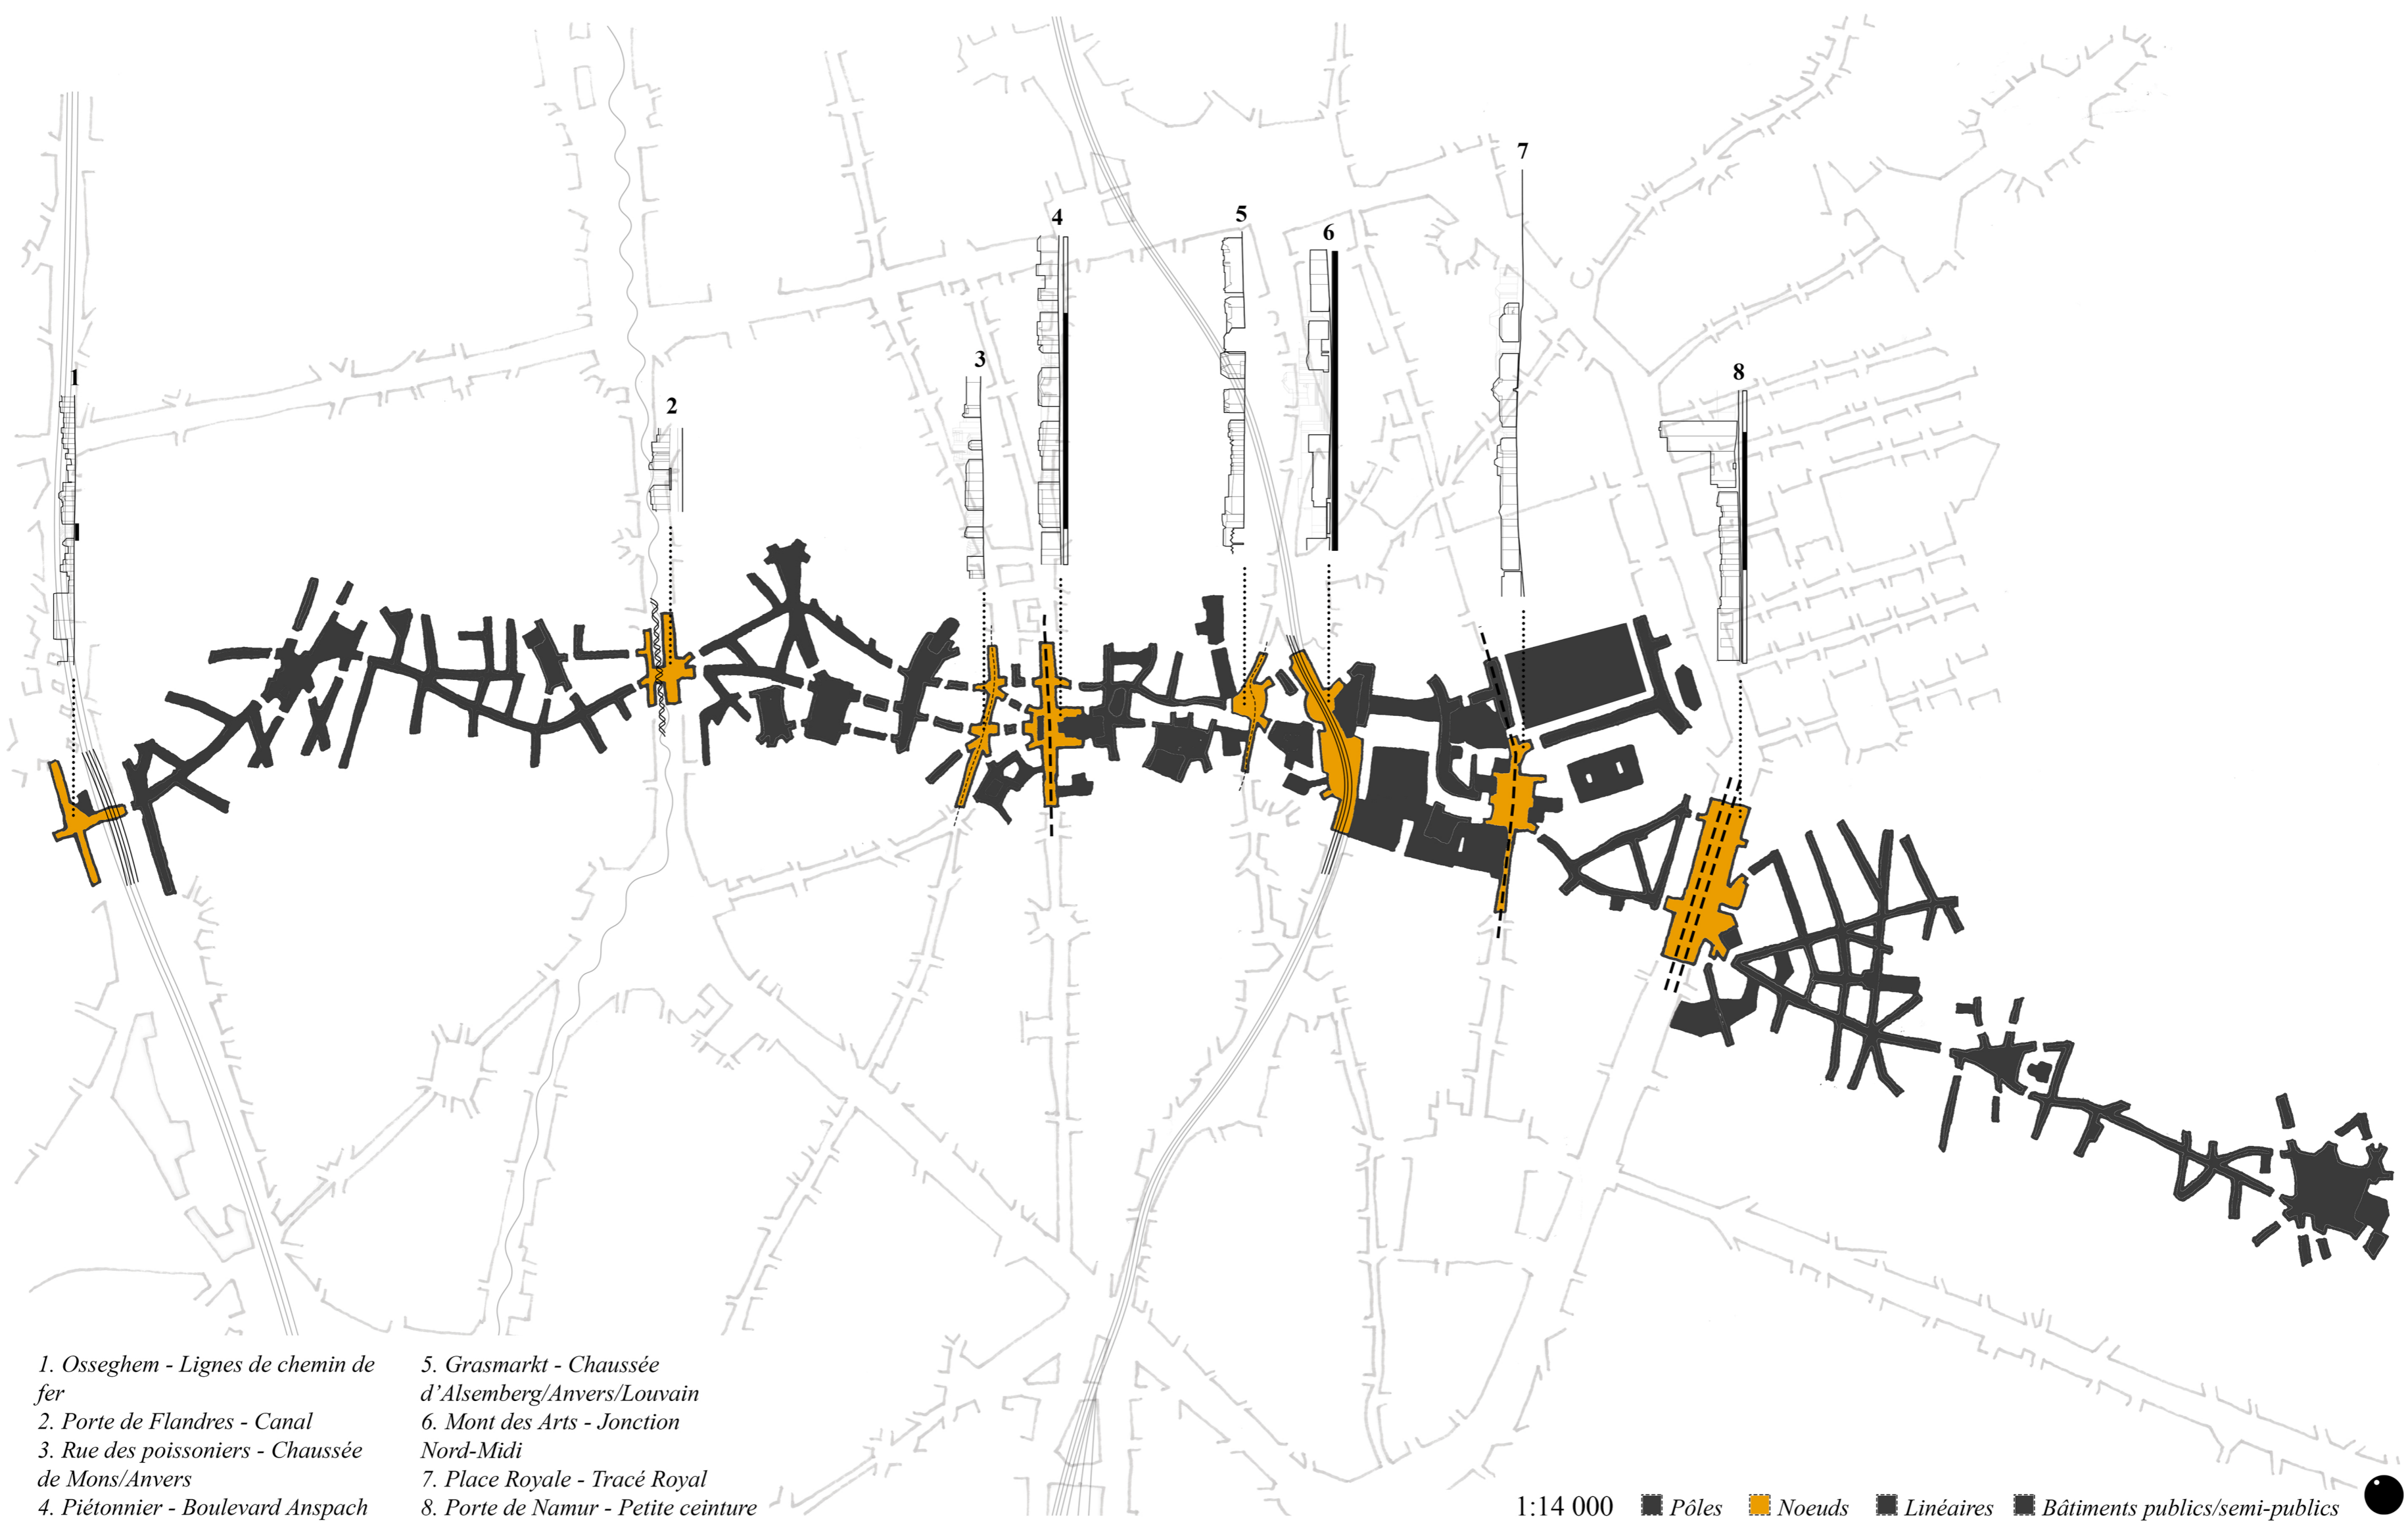 7
4
5
6
3
8
1
2
1. Osseghem - Lignes de chemin de
fer
2. Porte de Flandres - Canal
3. Rue des poissoniers - Chaussée
de Mons/Anvers
4. Piétonnier - Boulevard Anspach
5. Grasmarkt - Chaussée
d’Alsemberg/Anvers/Louvain
6. Mont des Arts - Jonction
Nord-Midi
7. Place Royale - Tracé Royal
8. Porte de Namur - Petite ceinture
1:14 000 Pôles Noeuds Linéaires Bâtiments publics/semi-publics